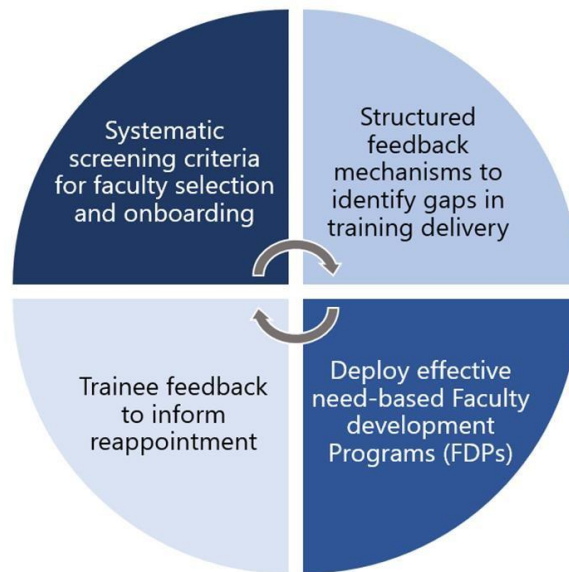 Systematic
screening criteria
for faculty selection
and onboarding
Structured
feedback
mechanisms to
identify gaps in
training delivery
Trainee feedback
to inform
reappointment
Deploy effective
need-based Faculty
development
Programs (FDPs)